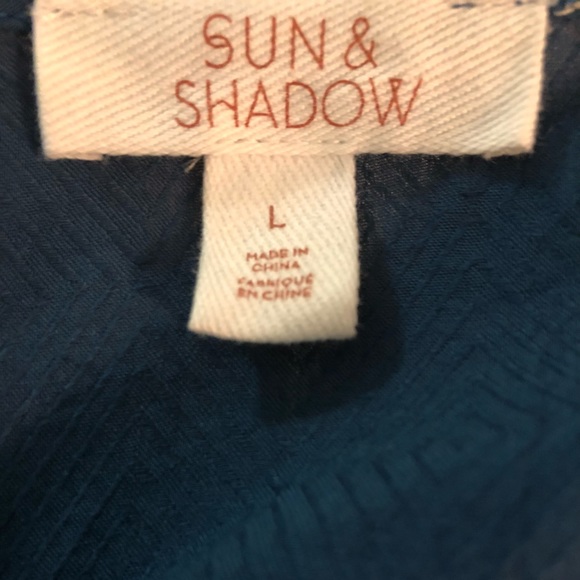 SUN &
SHADOW
L
MADE IN
CHINA
FABRIQUÉ
EN CHINE